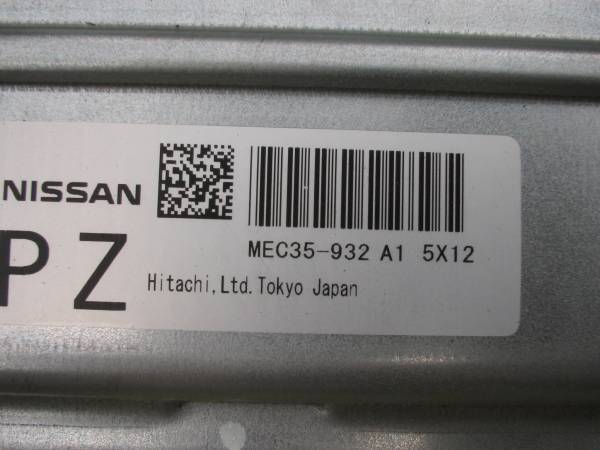 NISSAN
MEC35-932 A1 5X12
PZ
Hitachi,Ltd.Tokyo Japan